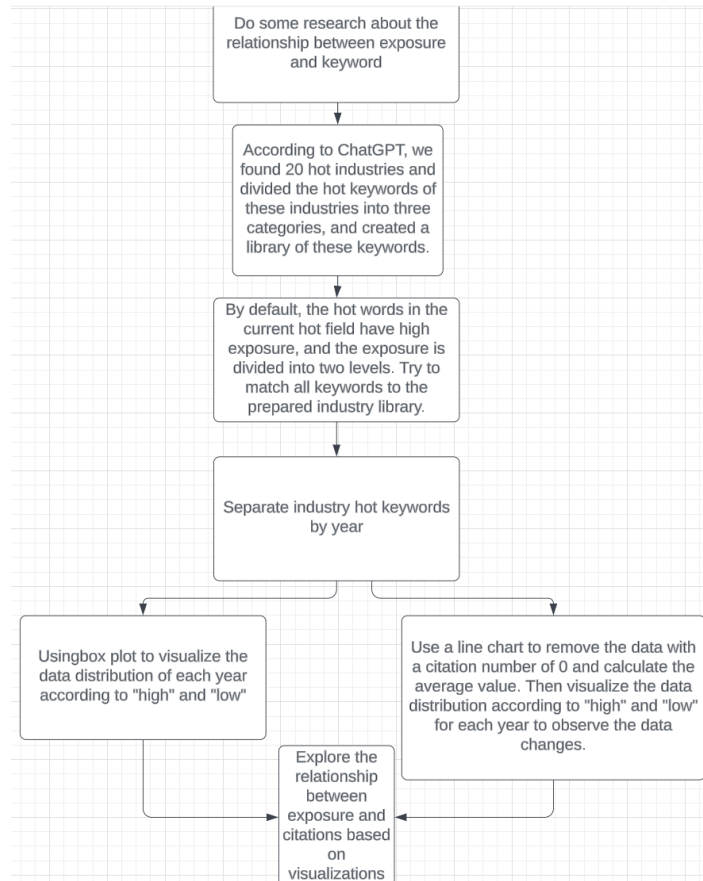 Do some research about the
relationship between exposure
and keyword
According to ChatGPT, we
found 20 hot industries and
divided the hot keywords of
these industries into three
categories, and created a
library of these keywords.
By default, the hot words in the
current hot field have high
exposure, and the exposure is
divided into two levels. Try to
match all keywords to the
prepared industry library.
Separate industry hot keywords
by year
Usingbox plot to visualize the
data distribution of each year
according to "high" and "low"
Use a line chart to remove the data with
a citation number of 0 and calculate the
average value. Then visualize the data
distribution according to "high" and "low"
for each year to observe the data
changes.
Explore the
relationship
between
exposure and
citations based
on
visualizations